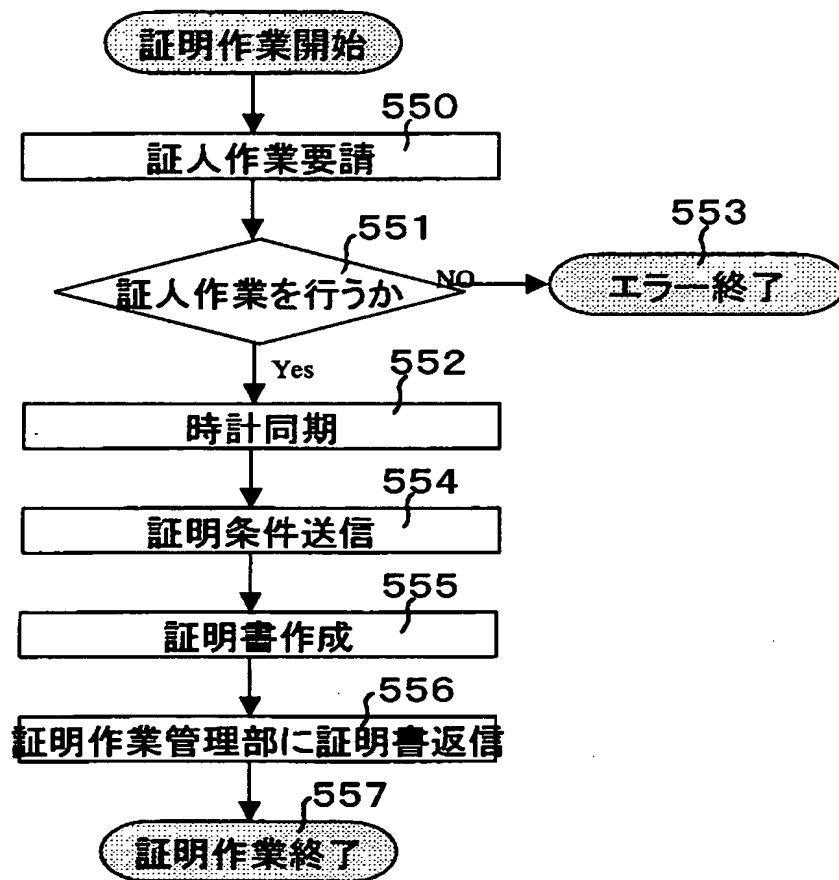 証明作業開始
550
証人作業要請
551
証人作業を行うか
NO
553
エラー終了
Yes
552
時計同期
554
証明条件送信
555
証明書作成
556
証明作業管理部に証明書返信
557
証明作業終了